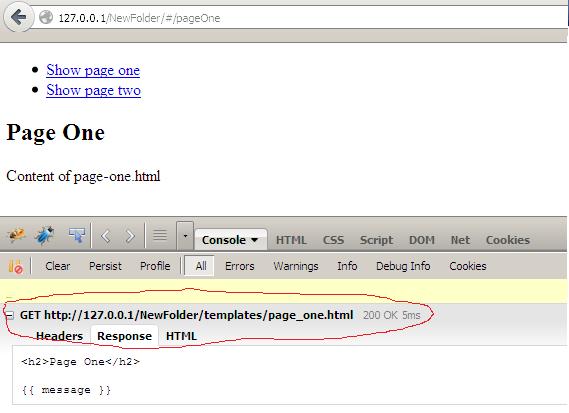 127.0.0.1/NewFolder/#/pageOne
Show page one
Show page two
Page One
Content of page-one.html
Console HTML CSS Script DOM Net Cookies
Clear Persist Profile All Errors Warnings Info Debug Info Cookies
GET http://127.0.0.1/NewFolder/templates/page_one.html 200 OK 5ms
Headers Response HTML
<h2>Page One</h2>
{{ message }}